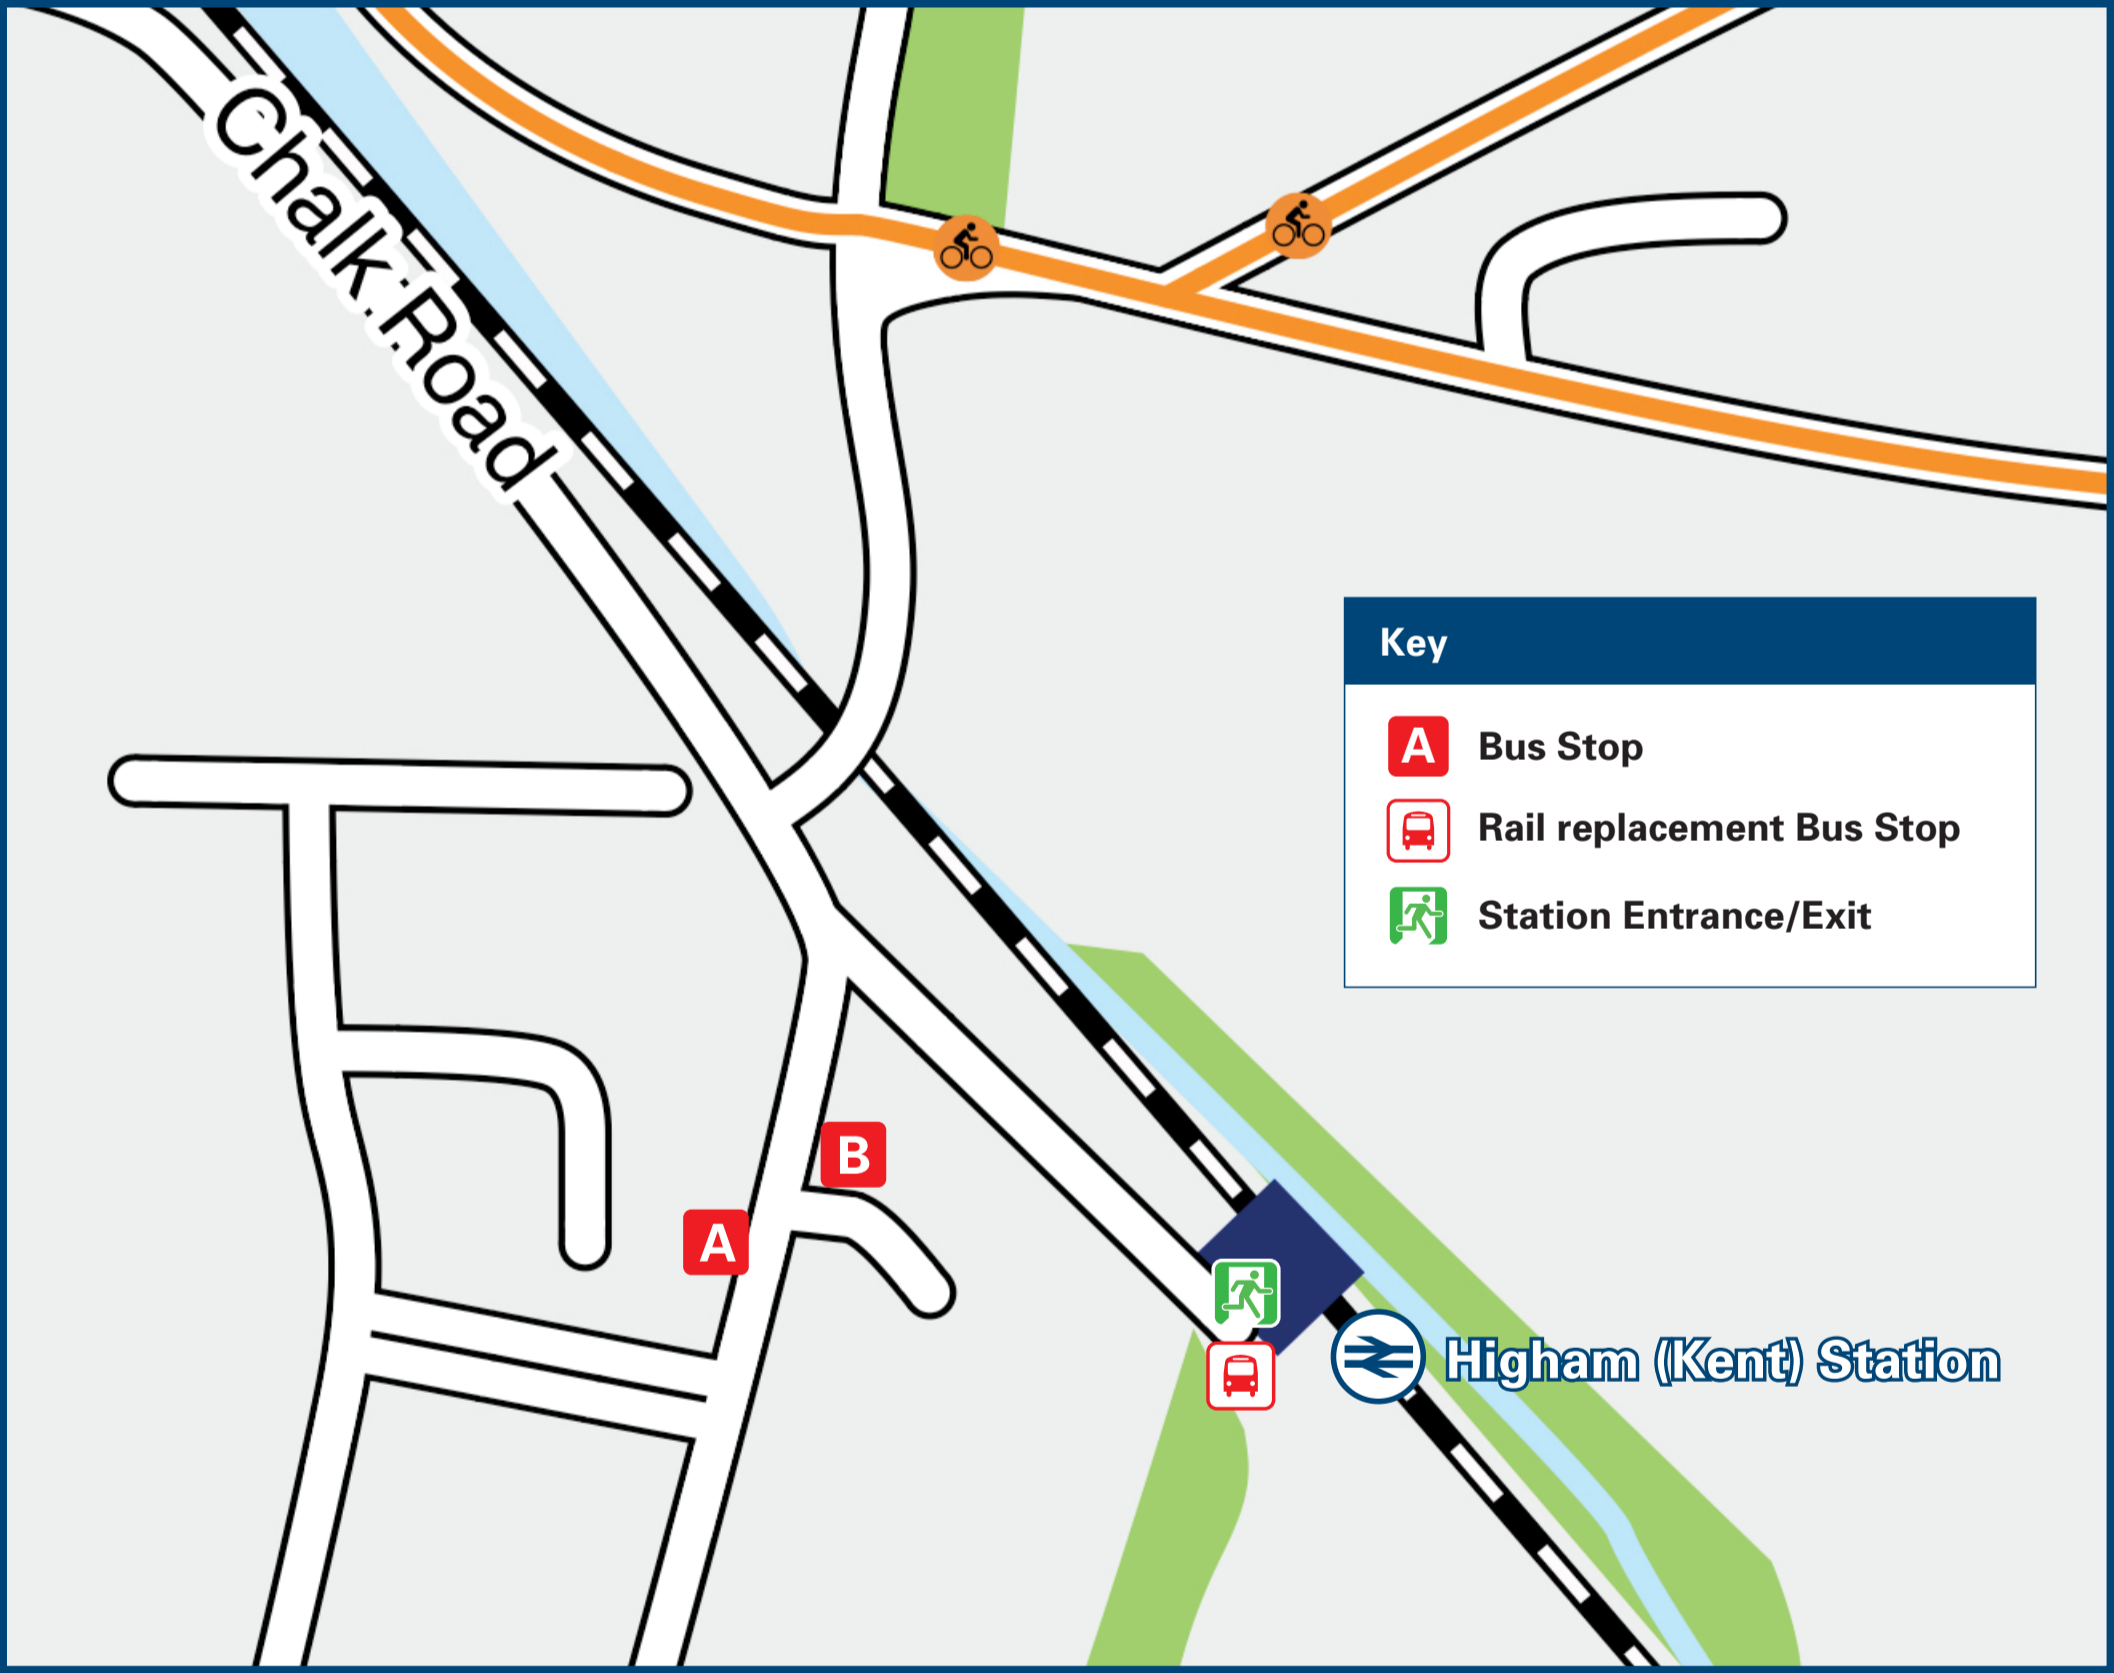 Chalk Road
Key
A Bus Stop
Rail replacement Bus Stop
Station Entrance/Exit
B
A
Higham (Kent) Station